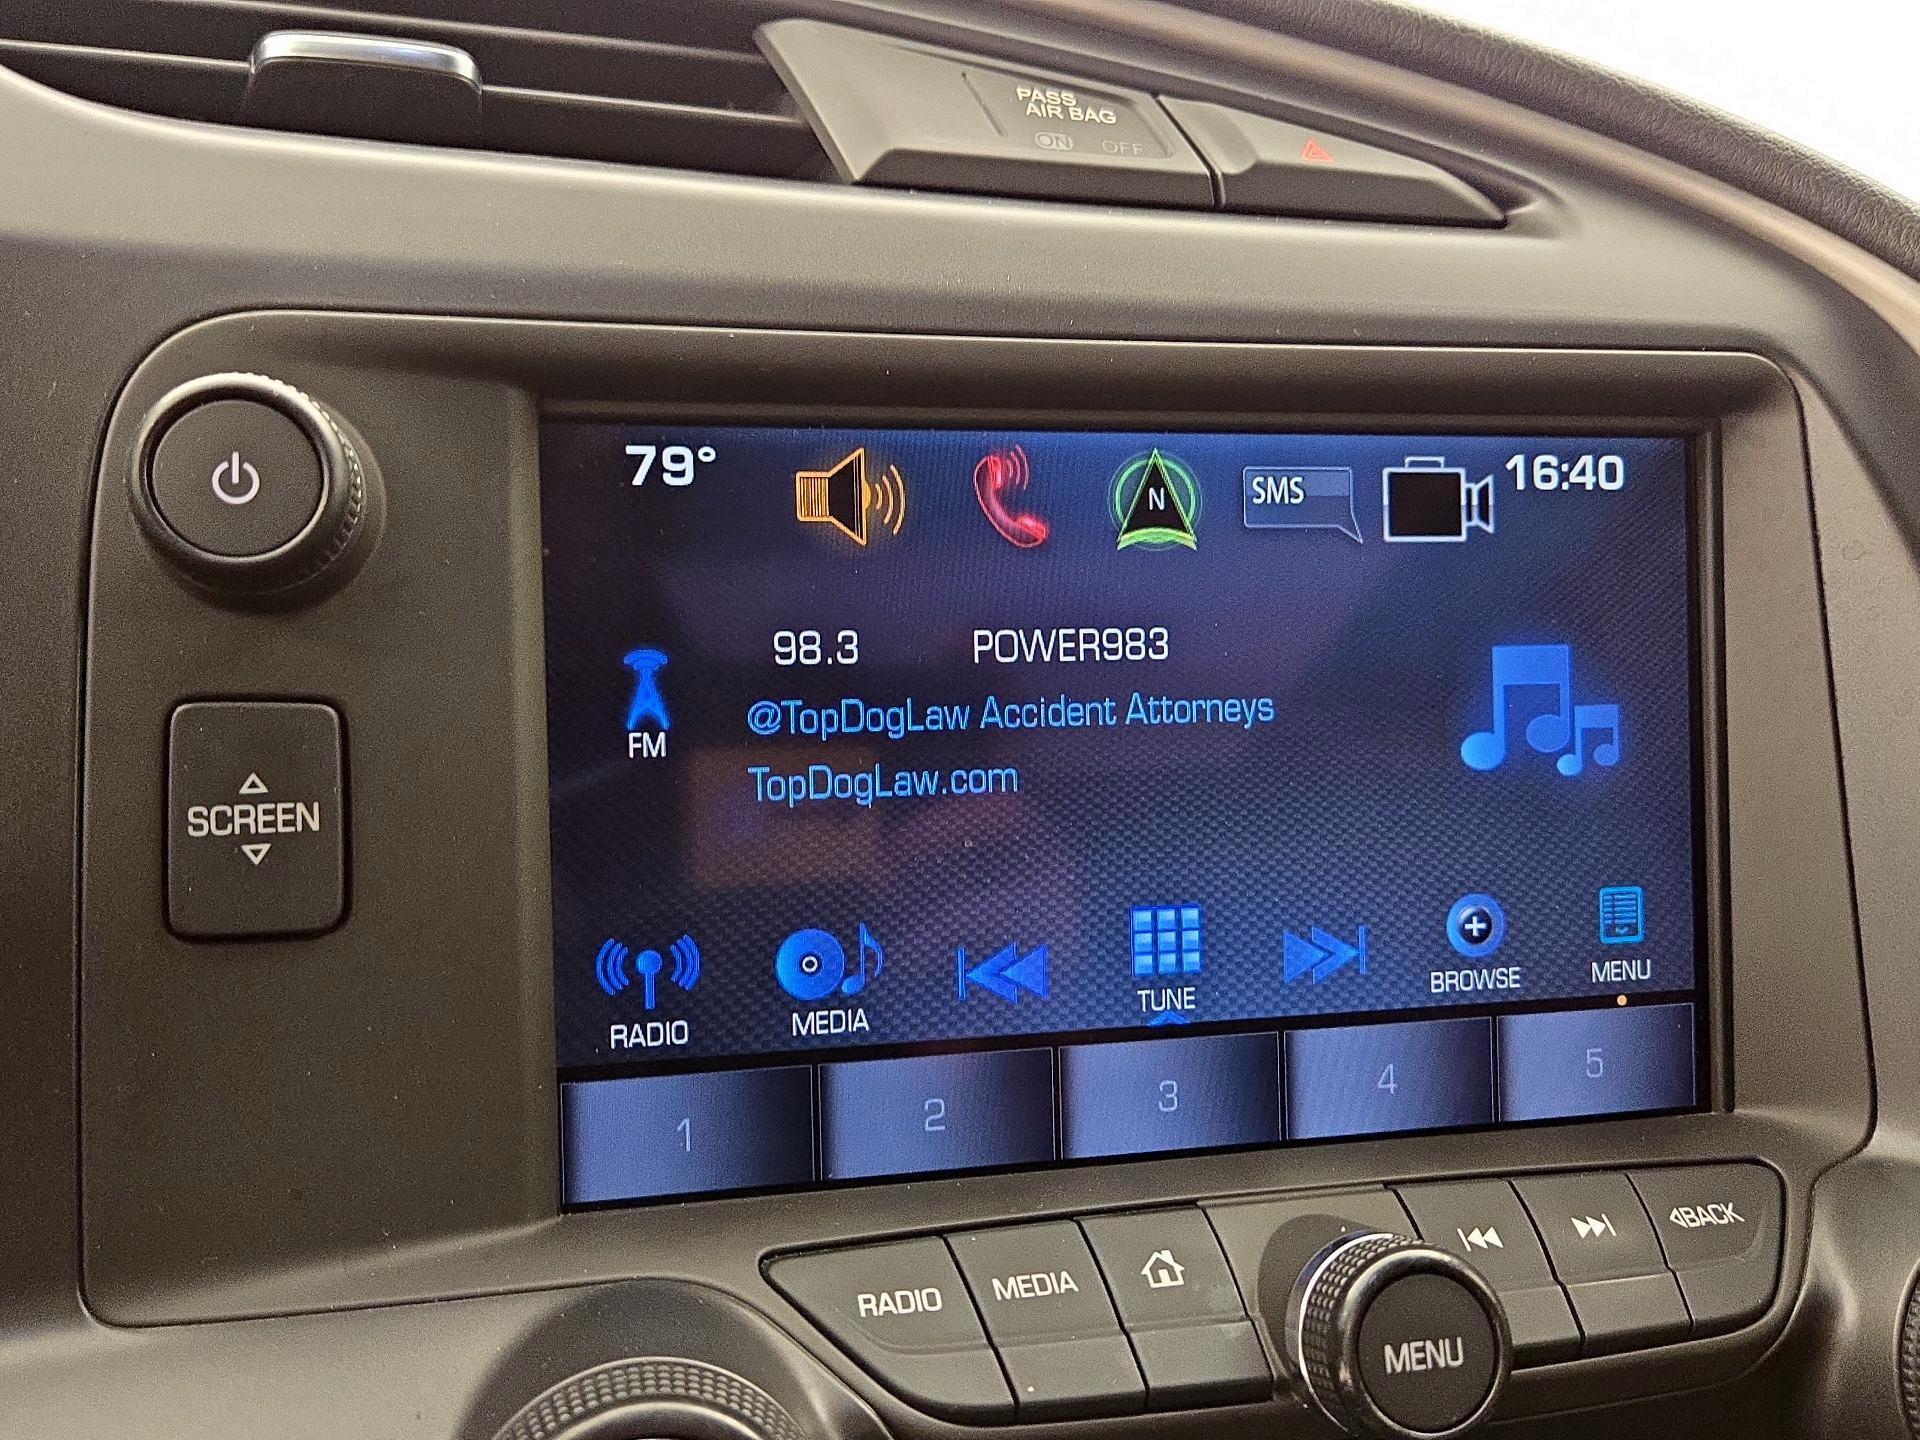 PASS
AIR BAG
ON OFF
79° N SMS 16:40
98.3 POWER983
FM
@TopDogLaw Accident Attorneys
TopDogLaw.com
SCREEN
RADIO MEDIA TUNE BROWSE MENU
1 2 3 4 5
RADIO MEDIA MENU BACK